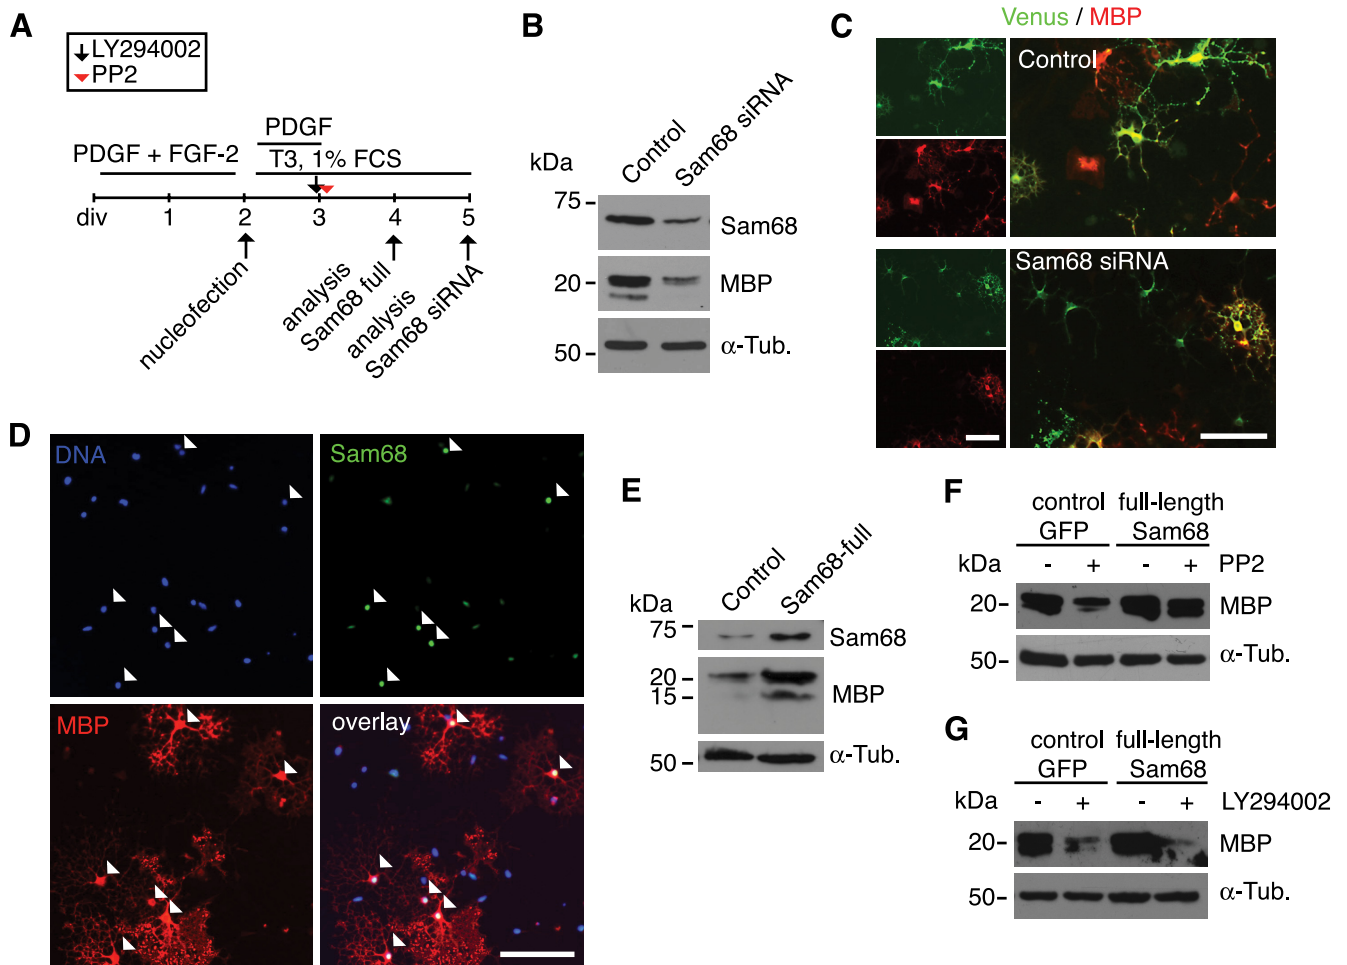 A
LY294002
PP2
PDGF
PDGF + FGF-2
T3, 1% FCS
div 1 2 3 4 5
nucleofection
analysis
Sam68 full
analysis
Sam68 siRNA
B
kDa
Control
Sam68 siRNA
75
Sam68
20
MBP
50
α-Tub.
C
Venus / MBP
Control
Sam68 siRNA
D
DNA
Sam68
MBP
overlay
E
kDa
Control
Sam68-full
75
Sam68
20
15
MBP
50
α-Tub.
F
control full-length
GFP Sam68
kDa - + - + PP2
20
MBP
50
α-Tub.
G
control full-length
GFP Sam68
kDa - + - + LY294002
20
MBP
50
α-Tub.